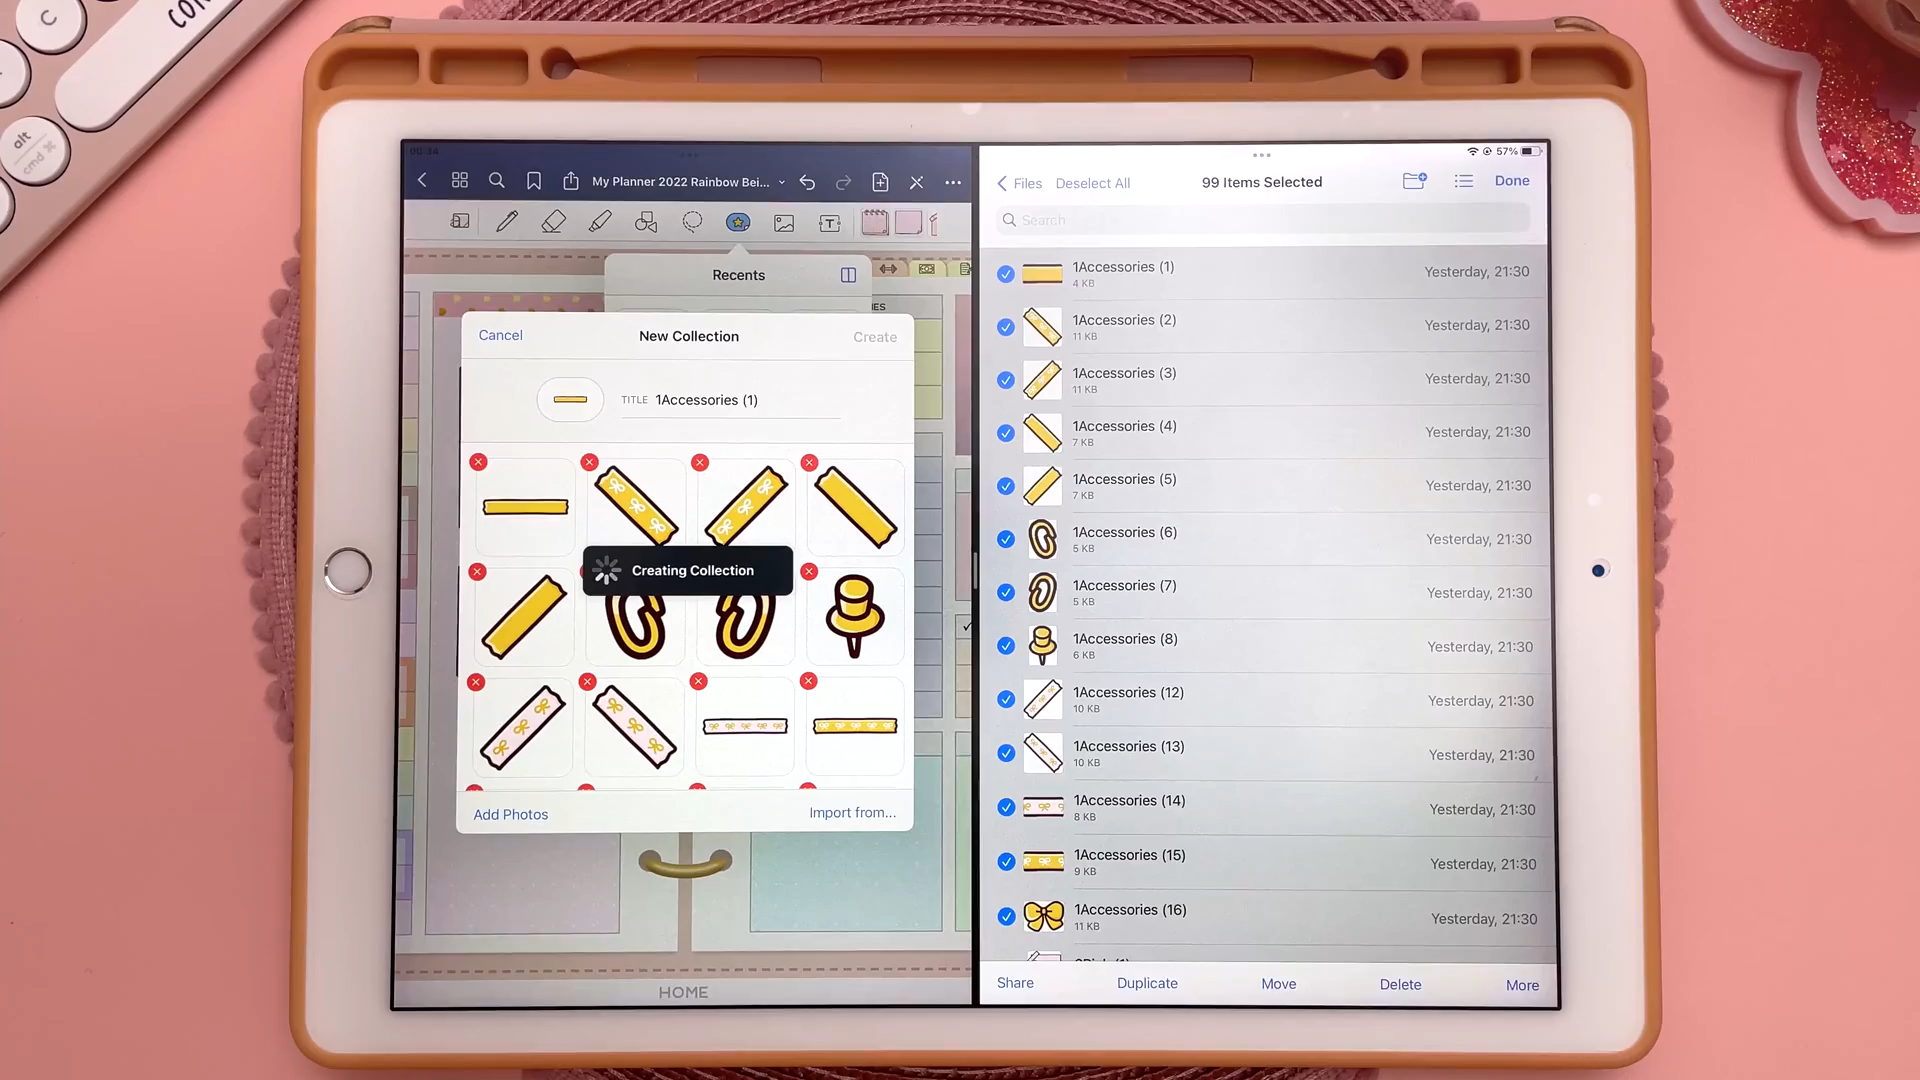 alt
cmd ⌘
C
00:34
My Planner 2022 Rainbow Bei...
Recents
Cancel
New Collection
Create
TITLE 1Accessories (1)
Creating Collection
Add Photos
Import from...
HOME
57%
Files
Deselect All
99 Items Selected
Done
Search
1Accessories (1)
Yesterday, 21:30
4 KB
1Accessories (2)
Yesterday, 21:30
11 KB
1Accessories (3)
Yesterday, 21:30
11 KB
1Accessories (4)
Yesterday, 21:30
7 KB
1Accessories (5)
Yesterday, 21:30
7 KB
1Accessories (6)
Yesterday, 21:30
5 KB
1Accessories (7)
Yesterday, 21:30
5 KB
1Accessories (8)
Yesterday, 21:30
6 KB
1Accessories (12)
Yesterday, 21:30
10 KB
1Accessories (13)
Yesterday, 21:30
10 KB
1Accessories (14)
Yesterday, 21:30
8 KB
1Accessories (15)
Yesterday, 21:30
9 KB
1Accessories (16)
Yesterday, 21:30
11 KB
Share
Duplicate
Move
Delete
More